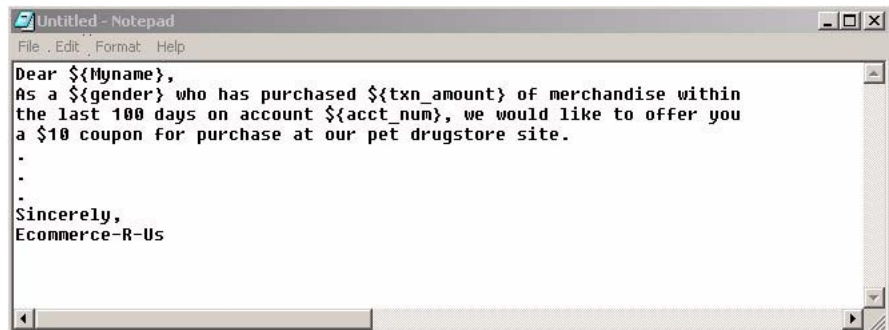 Untitled - Notepad
File Edit Format Help
Dear ${Myname},
As a ${gender} who has purchased ${txn_amount} of merchandise within
the last 100 days on account ${acct_num}, we would like to offer you
a $10 coupon for purchase at our pet drugstore site.
.
.
.
Sincerely,
Ecommerce-R-Us